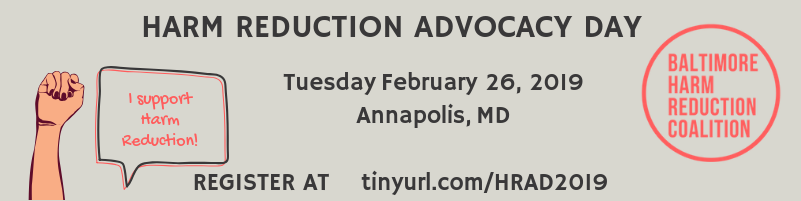 HARM REDUCTION ADVOCACY DAY
Tuesday February 26, 2019
Annapolis, MD
I support
Harm
Reduction!
BALTIMORE
HARM
REDUCTION
COALITION
REGISTER AT tinyurl.com/HRAD2019